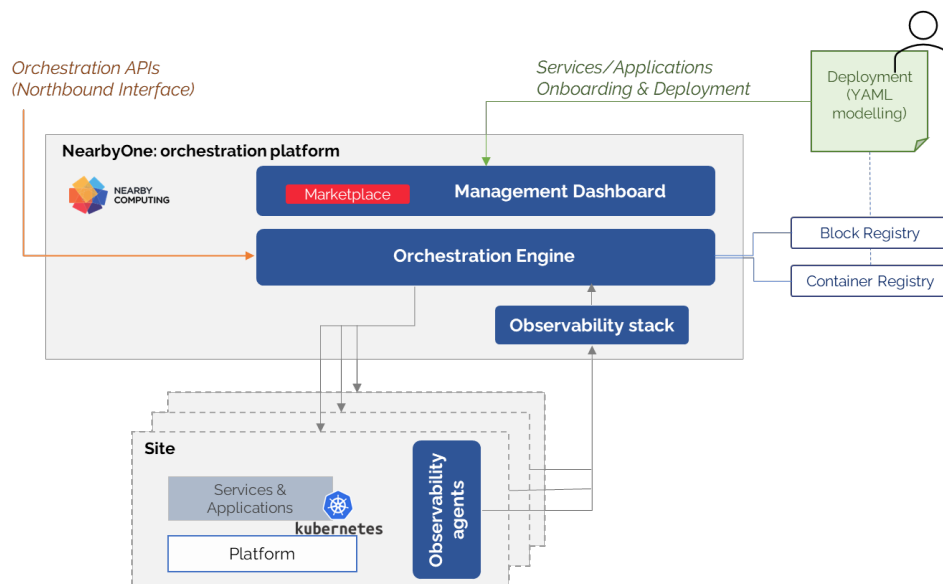 Orchestration APIs
(Northbound Interface)
Services/Applications
Onboarding & Deployment
Deployment
(YAML
modelling)
NearbyOne: orchestration platform
NEARBY
COMPUTING
Marketplace
Management Dashboard
Orchestration Engine
Block Registry
Container Registry
Observability stack
Site
Services &
Applications
kubernetes
Platform
Observability
agents